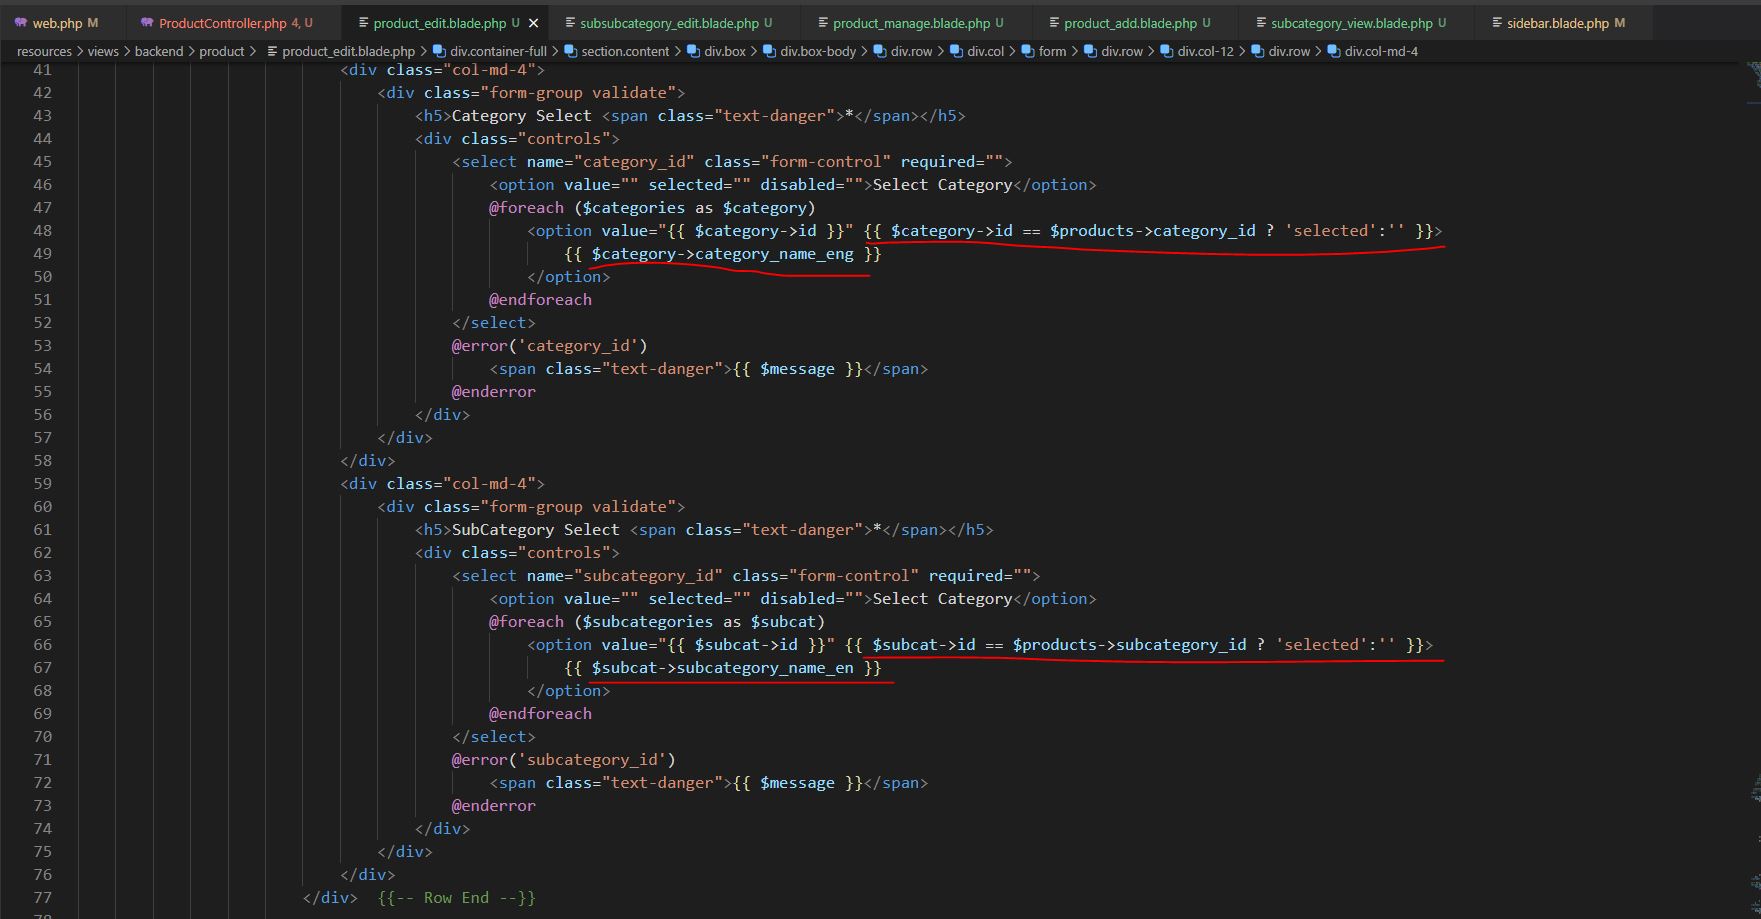 web.php M ProductController.php 4, U product_edit.blade.php U × subsubcategory_edit.blade.php U product_manage.blade.php U product_add.blade.php U subcategory_view.blade.php U sidebar.blade.php M
resources > views > backend > product > product_edit.blade.php > div.container-full > section.content > div.box > div.box-body > div.row > div.col > form > div.row > div.col-12 > div.row > div.col-md-4
41 <div class="col-md-4">
42 <div class="form-group validate">
43 <h5>Category Select <span class="text-danger">*</span></h5>
44 <div class="controls">
45 <select name="category_id" class="form-control" required="">
46 <option value="" selected="" disabled="">Select Category</option>
47 @foreach ($categories as $category)
48 <option value="{{ $category->id }}" {{ $category->id == $products->category_id ? 'selected':'' }}>
49 {{ $category->category_name_eng }}
50 </option>
51 @endforeach
52 </select>
53 @error('category_id')
54 <span class="text-danger">{{ $message }}</span>
55 @enderror
56 </div>
57 </div>
58 </div>
59 <div class="col-md-4">
60 <div class="form-group validate">
61 <h5>SubCategory Select <span class="text-danger">*</span></h5>
62 <div class="controls">
63 <select name="subcategory_id" class="form-control" required="">
64 <option value="" selected="" disabled="">Select Category</option>
65 @foreach ($subcategories as $subcat)
66 <option value="{{ $subcat->id }}" {{ $subcat->id == $products->subcategory_id ? 'selected':'' }}>
67 {{ $subcat->subcategory_name_en }}
68 </option>
69 @endforeach
70 </select>
71 @error('subcategory_id')
72 <span class="text-danger">{{ $message }}</span>
73 @enderror
74 </div>
75 </div>
76 </div>
77 </div> {{-- Row End --}}